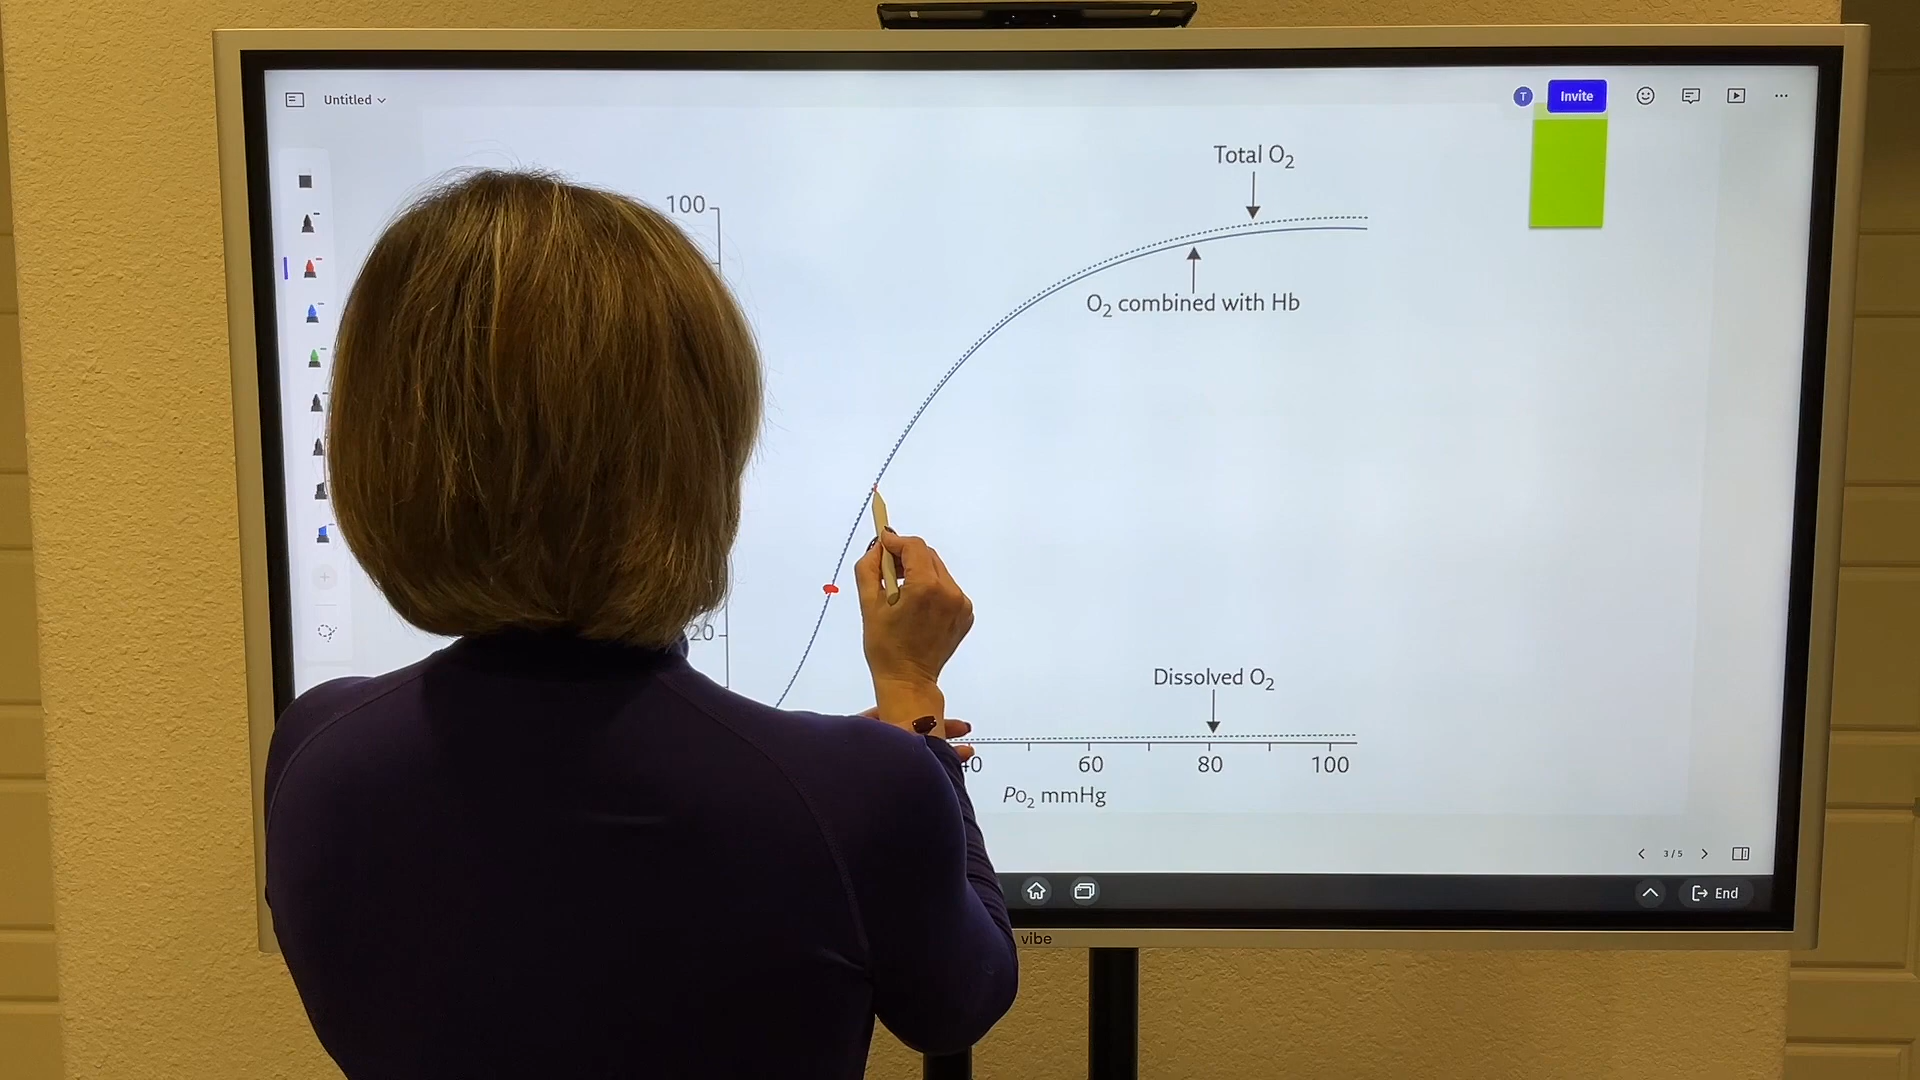 Untitled
T
Invite
Total O₂
100
O₂ combined with Hb
20
Dissolved O₂
40 60 80 100
PO₂ mmHg
3/5
End
vibe